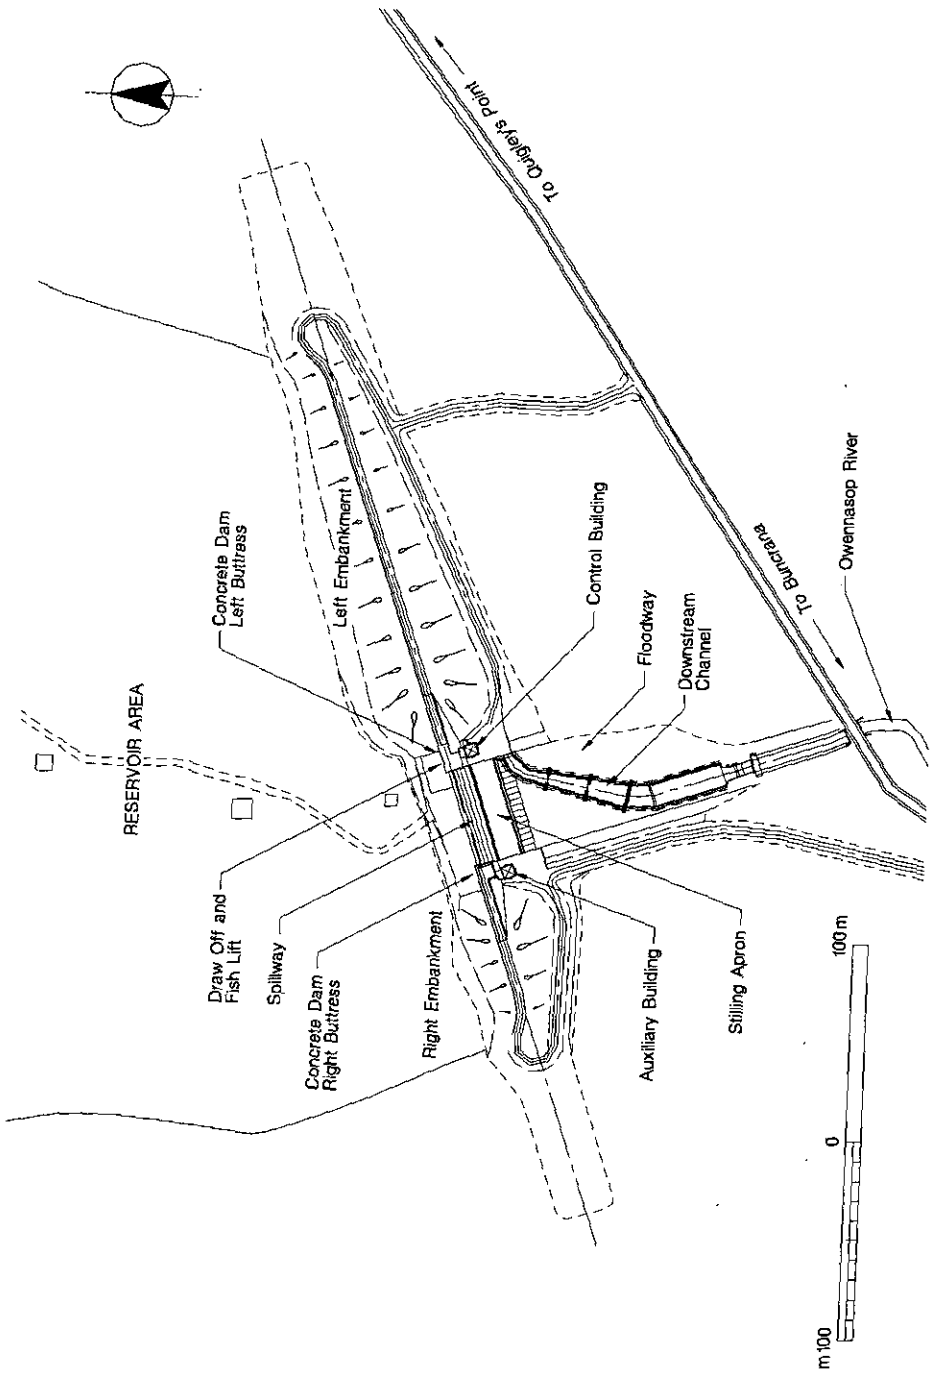 RESERVOIR AREA
Draw Off and
Fish Lift
Spillway
Concrete Dam
Right Buttress
Right Embankment
Concrete Dam
Left Buttress
Left Embankment
Control Building
Floodway
Downstream
Channel
Auxiliary Building
Stilling Apron
To Quigley's Point
To Buncrana
Owennasop River
m 100
0
100m